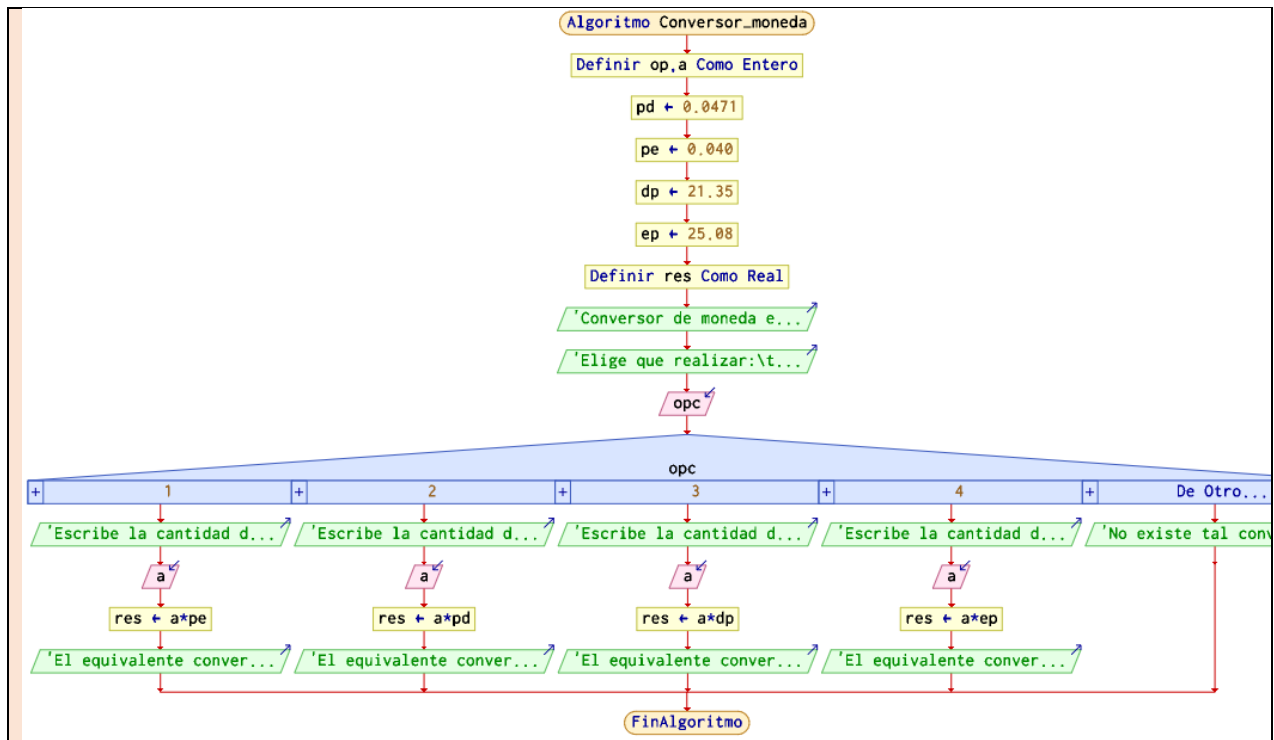 Algoritmo Conversor_moneda
Definir op,a Como Entero
pd ← 0.0471
pe ← 0.040
dp ← 21.35
ep ← 25.08
Definir res Como Real
'Conversor de moneda e...
'Elige que realizar:\t...
opc
opc
+ 1 + 2 + 3 + 4 + De Otro...
'Escribe la cantidad d... 'Escribe la cantidad d... 'Escribe la cantidad d... 'Escribe la cantidad d... 'No existe tal conv
a a a a
res ← a*pe res ← a*pd res ← a*dp res ← a*ep
'El equivalente conver... 'El equivalente conver... 'El equivalente conver... 'El equivalente conver...
FinAlgoritmo